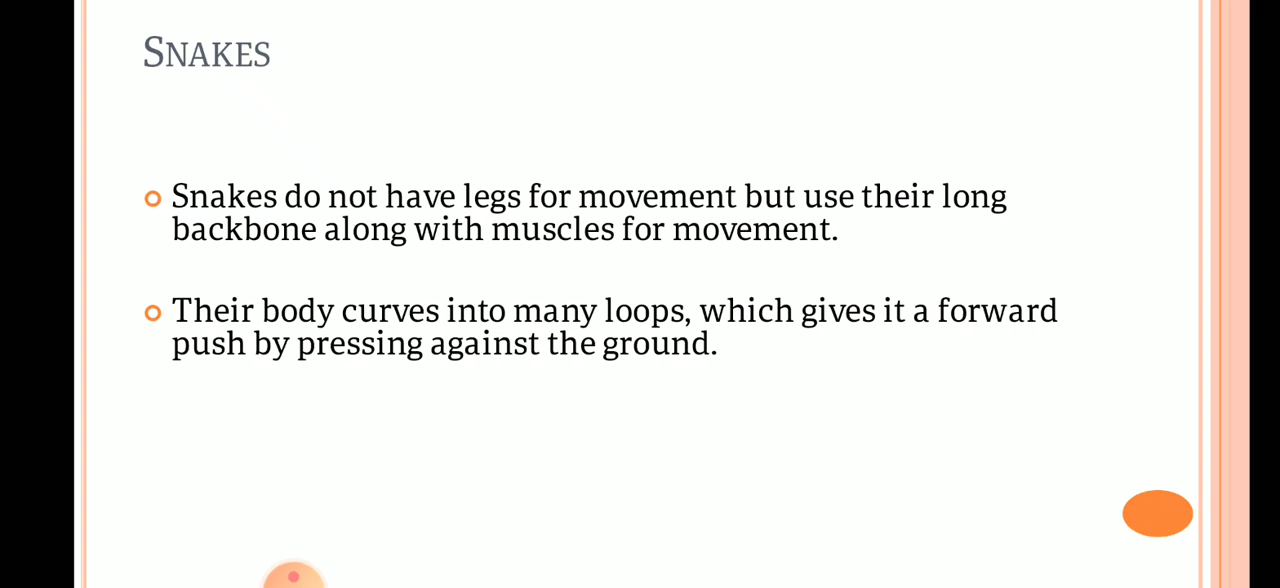 SNAKES
Snakes do not have legs for movement but use their long
backbone along with muscles for movement.
Their body curves into many loops, which gives it a forward
push by pressing against the ground.